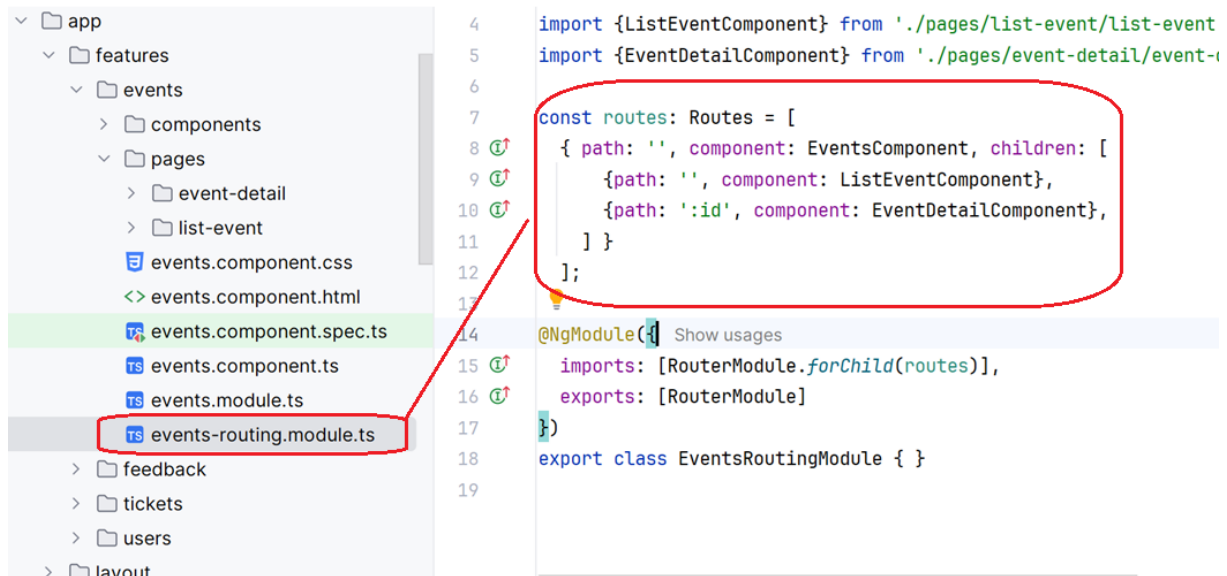 app
features
events
components
pages
event-detail
list-event
events.component.css
events.component.html
events.component.spec.ts
events.component.ts
events.module.ts
events-routing.module.ts
feedback
tickets
users
layout
4 import {ListEventComponent} from './pages/list-event/list-event
5 import {EventDetailComponent} from './pages/event-detail/event-
6
7 const routes: Routes = [
8 { path: '', component: EventsComponent, children: [
9 {path: '', component: ListEventComponent},
10 {path: ':id', component: EventDetailComponent},
11 ] }
12 ];
13
14 @NgModule({ Show usages
15 imports: [RouterModule.forChild(routes)],
16 exports: [RouterModule]
17 })
18 export class EventsRoutingModule { }
19